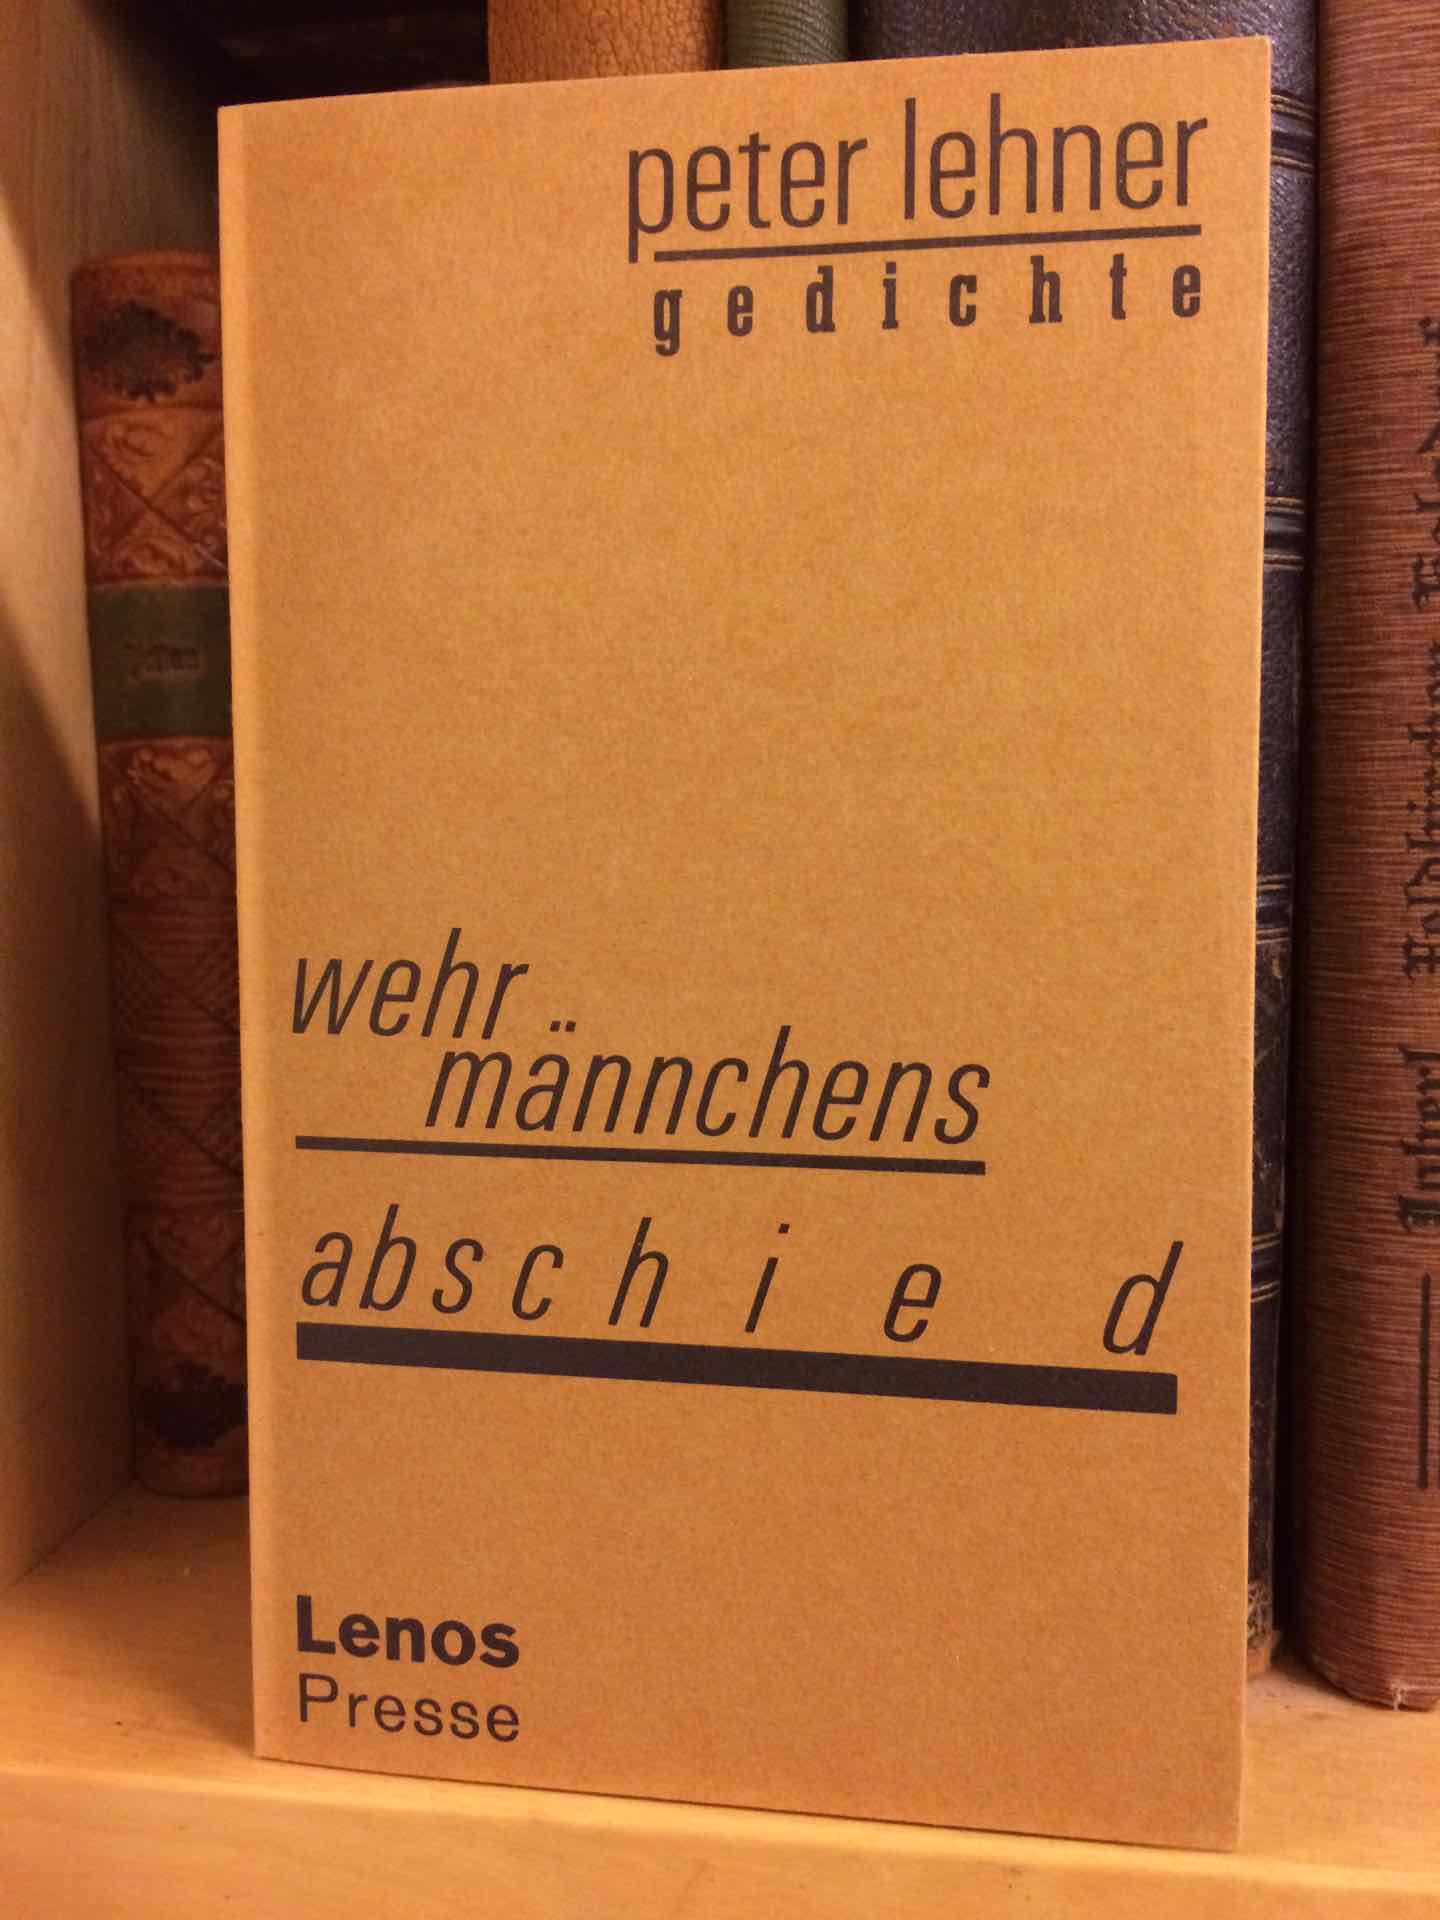 peter lehner
gedichte
wehr
männchens
abschied
Lenos
Presse